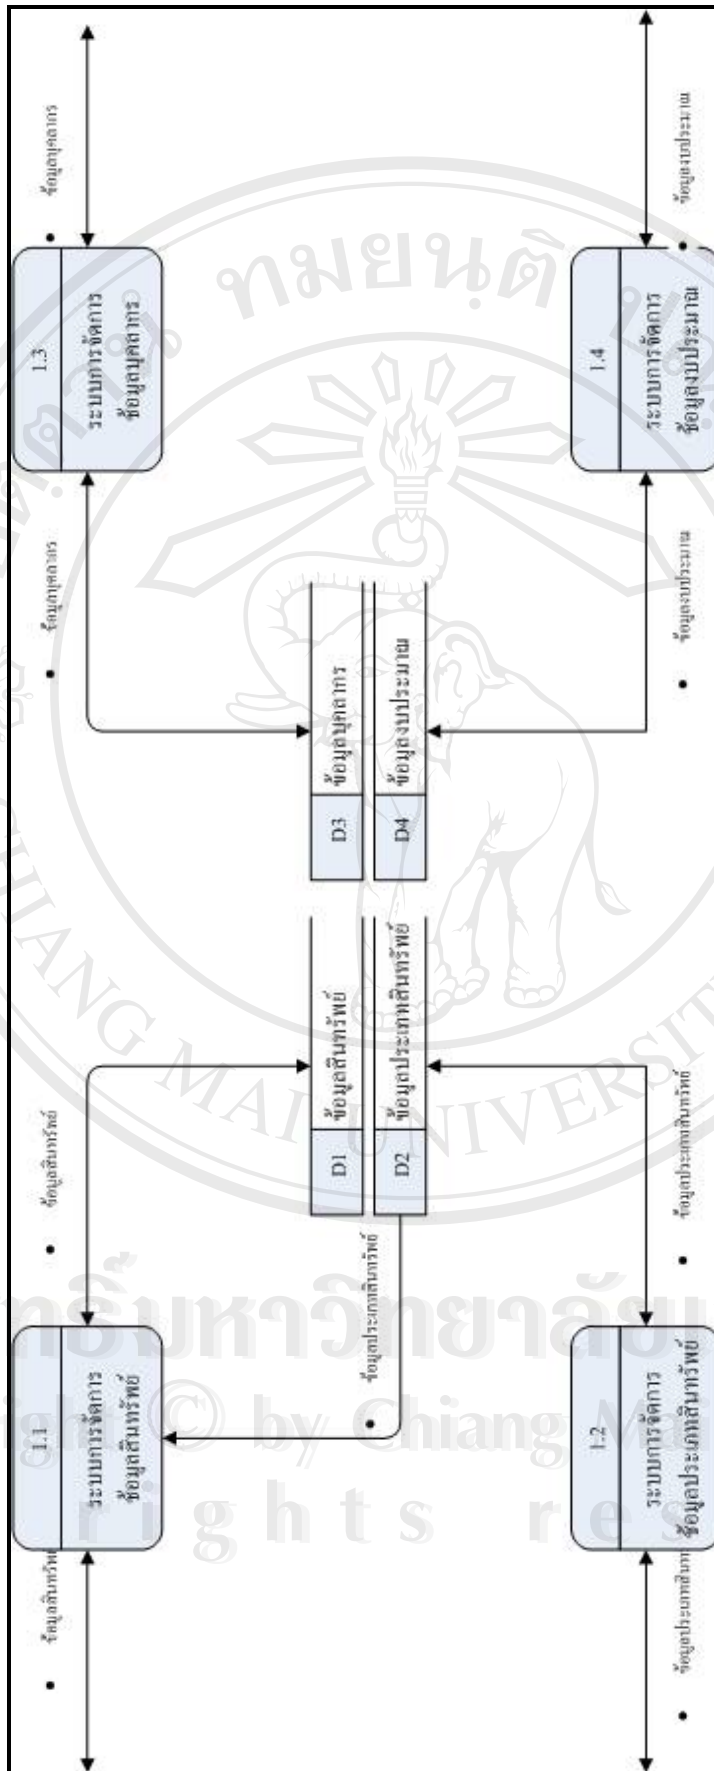 ข้อมูลสินทรัพย์
1.1
ระบบการจัดการ
ข้อมูลสินทรัพย์
ข้อมูลสินทรัพย์
ข้อมูลบุคลากร
1.3
ระบบการจัดการ
ข้อมูลบุคลากร
ข้อมูลบุคลากร
D1 ข้อมูลสินทรัพย์
D2 ข้อมูลประเภทสินทรัพย์
D3 ข้อมูลบุคลากร
D4 ข้อมูลงบประมาณ
ข้อมูลประเภทสินทรัพย์
1.2
ระบบการจัดการ
ข้อมูลประเภทสินทรัพย์
ข้อมูลประเภทสินทรัพย์
ข้อมูลงบประมาณ
1.4
ระบบการจัดการ
ข้อมูลงบประมาณ
ข้อมูลงบประมาณ
CHIANG MAI UNIVERSIT
© by Chiang Mai
rights res